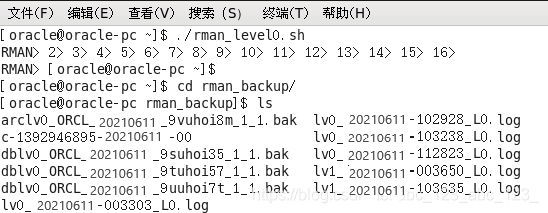 文件(F) 编辑(E) 查看(V) 搜索(S) 终端(T) 帮助(H)
[oracle@oracle-pc ~]$ ./rman_level0.sh
RMAN> 2> 3> 4> 5> 6> 7> 8> 9> 10> 11> 12> 13> 14> 15> 16>
RMAN> [oracle@oracle-pc ~]$
[oracle@oracle-pc ~]$ cd rman_backup/
[oracle@oracle-pc rman_backup]$ ls
arclv0_ORCL_20210611_9vuhoi8m_1_1.bak lv0_20210611-102928_L0.log
c-1392946895-20210611-00 lv0_20210611-103238_L0.log
dblv0_ORCL_20210611_9suhoi35_1_1.bak lv0_20210611-112823_L0.log
dblv0_ORCL_20210611_9tuhoi57_1_1.bak lv1_20210611-003650_L0.log
dblv0_ORCL_20210611_9uuhoi7t_1_1.bak lv1_20210611-103635_L0.log
lv0_20210611-003303_L0.log